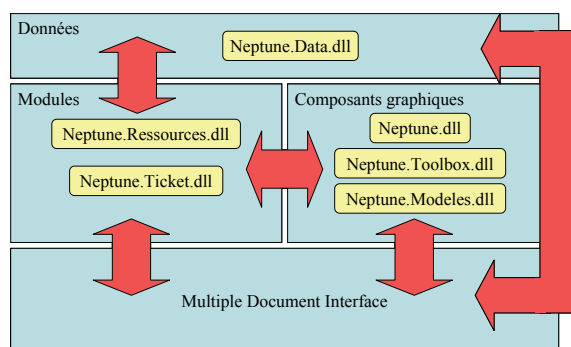 Données
Neptune.Data.dll
Modules
Neptune.Ressources.dll
Neptune.Ticket.dll
Composants graphiques
Neptune.dll
Neptune.Toolbox.dll
Neptune.Modeles.dll
Multiple Document Interface